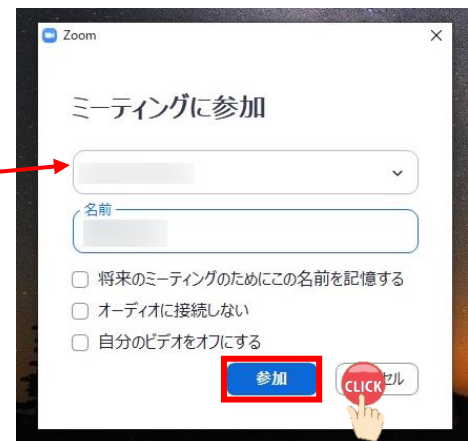 Zoom
ミーティングに参加
名前
将来のミーティングのためにこの名前を記憶する
オーディオに接続しない
自分のビデオをオフにする
参加
CLICK
セル